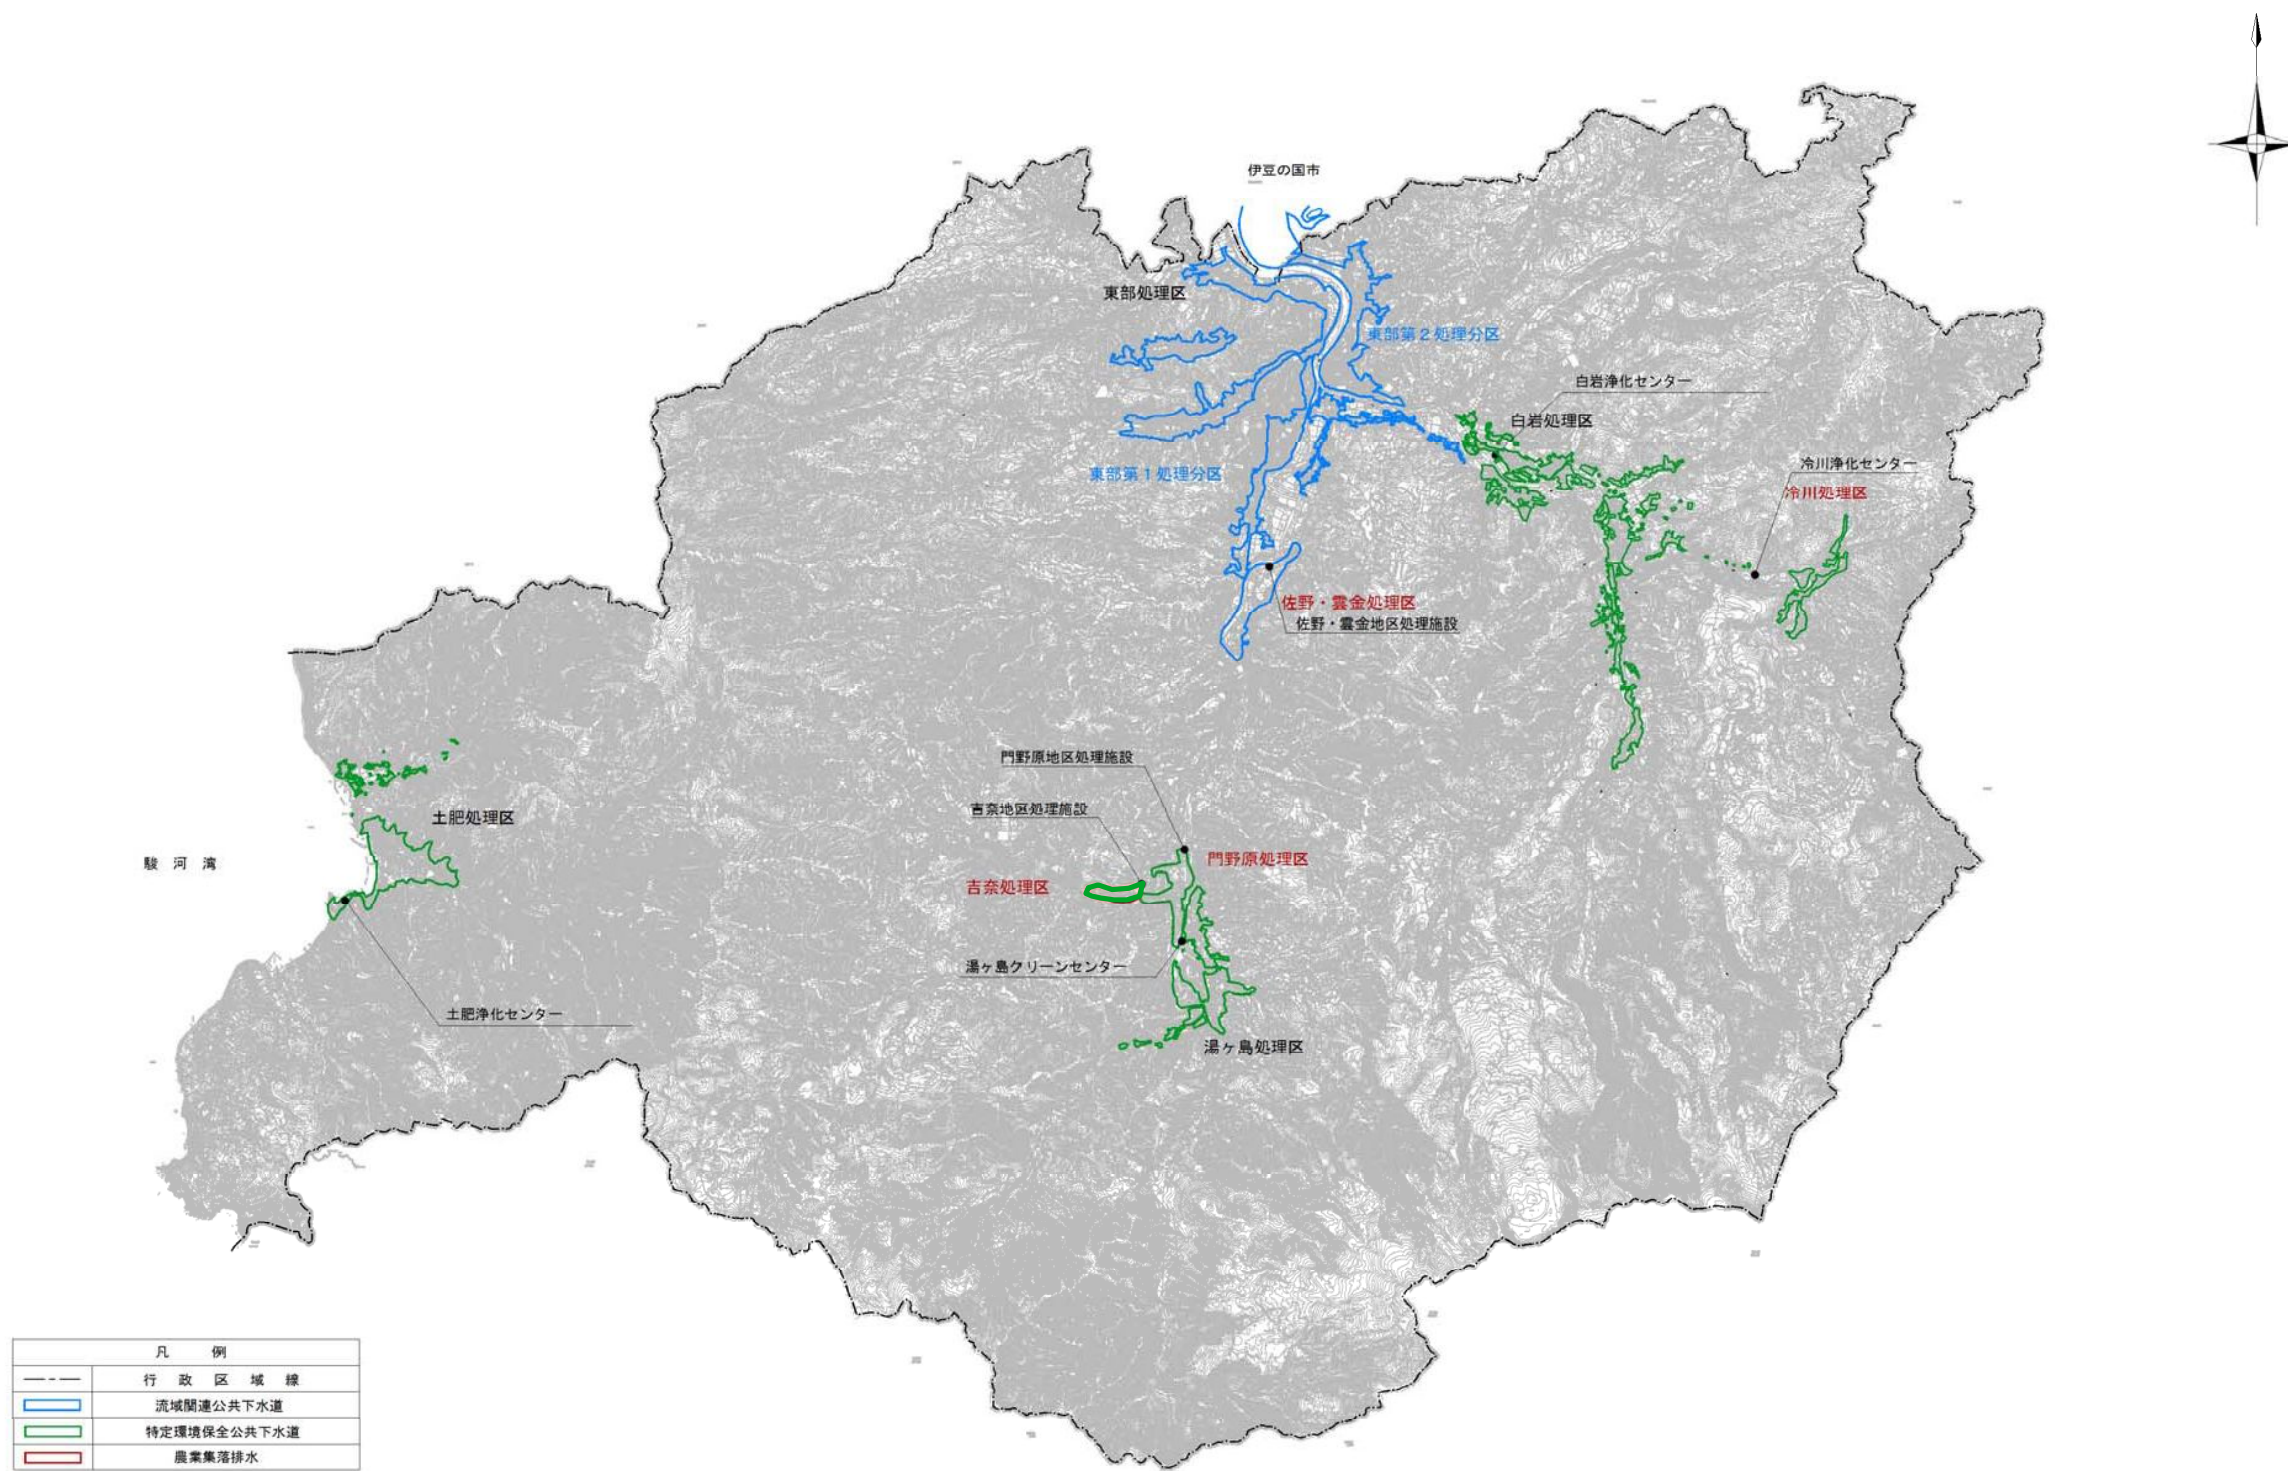 伊豆の国市
東部処理区
東部第2処理分区
白岩浄化センター
白岩処理区
冷川浄化センター
冷川処理区
東部第1処理分区
佐野・雲金処理区
佐野・雲金地区処理施設
門野原地区処理施設
吉奈地区処理施設
土肥処理区
駿河湾
門野原処理区
吉奈処理区
湯ヶ島クリーンセンター
土肥浄化センター
湯ヶ島処理区
凡例
行政区域線
流域関連公共下水道
特定環境保全公共下水道
農業集落排水